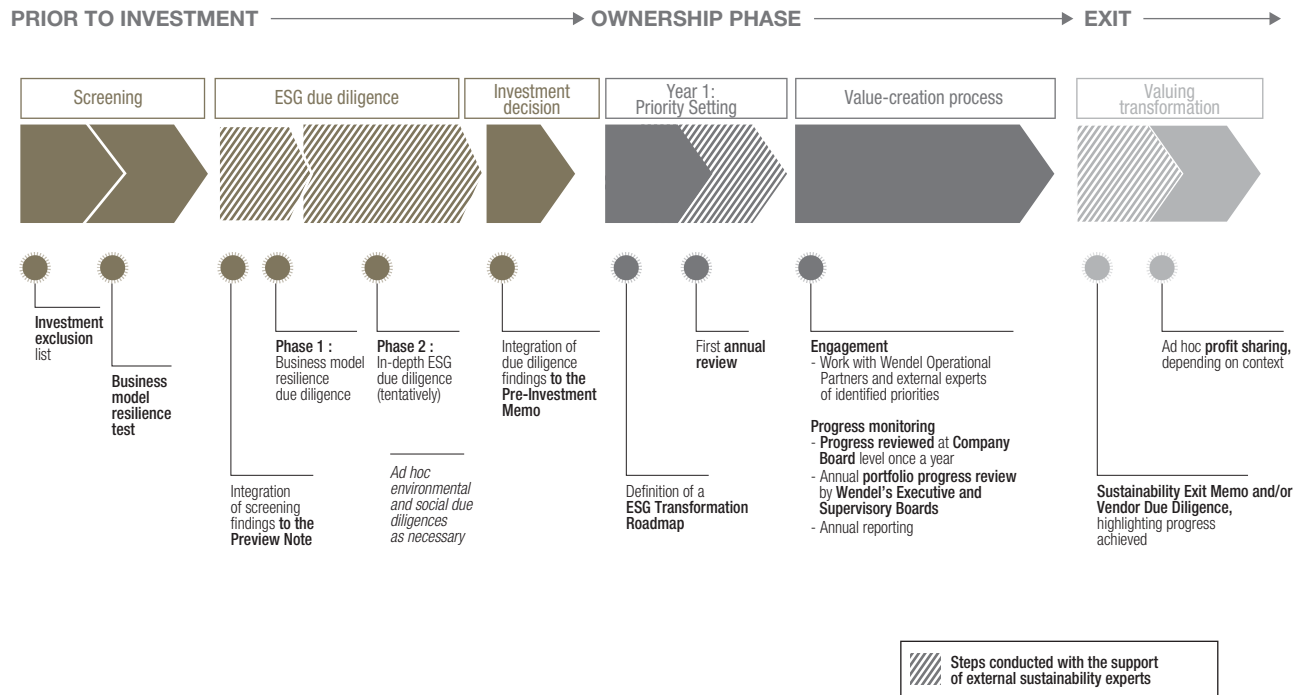 PRIOR TO INVESTMENT
OWNERSHIP PHASE
EXIT
Screening
ESG due diligence
Investment
decision
Year 1:
Priority Setting
Value-creation process
Valuing
transformation
Investment
exclusion
list
Business
model
resilience
test
Integration
of screening
findings to the
Preview Note
Phase 1 :
Business model
resilience
due diligence
Phase 2 :
In-depth ESG
due diligence
(tentatively)
Ad hoc
environmental
and social due
diligences
as necessary
Integration of
due diligence
findings to the
Pre-Investment
Memo
Definition of a
ESG Transformation
Roadmap
First annual
review
Engagement
- Work with Wendel Operational
Partners and external experts
of identified priorities
Progress monitoring
- Progress reviewed at Company
Board level once a year
- Annual portfolio progress review
by Wendel's Executive and
Supervisory Boards
- Annual reporting
Sustainability Exit Memo and/or
Vendor Due Diligence,
highlighting progress
achieved
Ad hoc profit sharing,
depending on context
Steps conducted with the support
of external sustainability experts